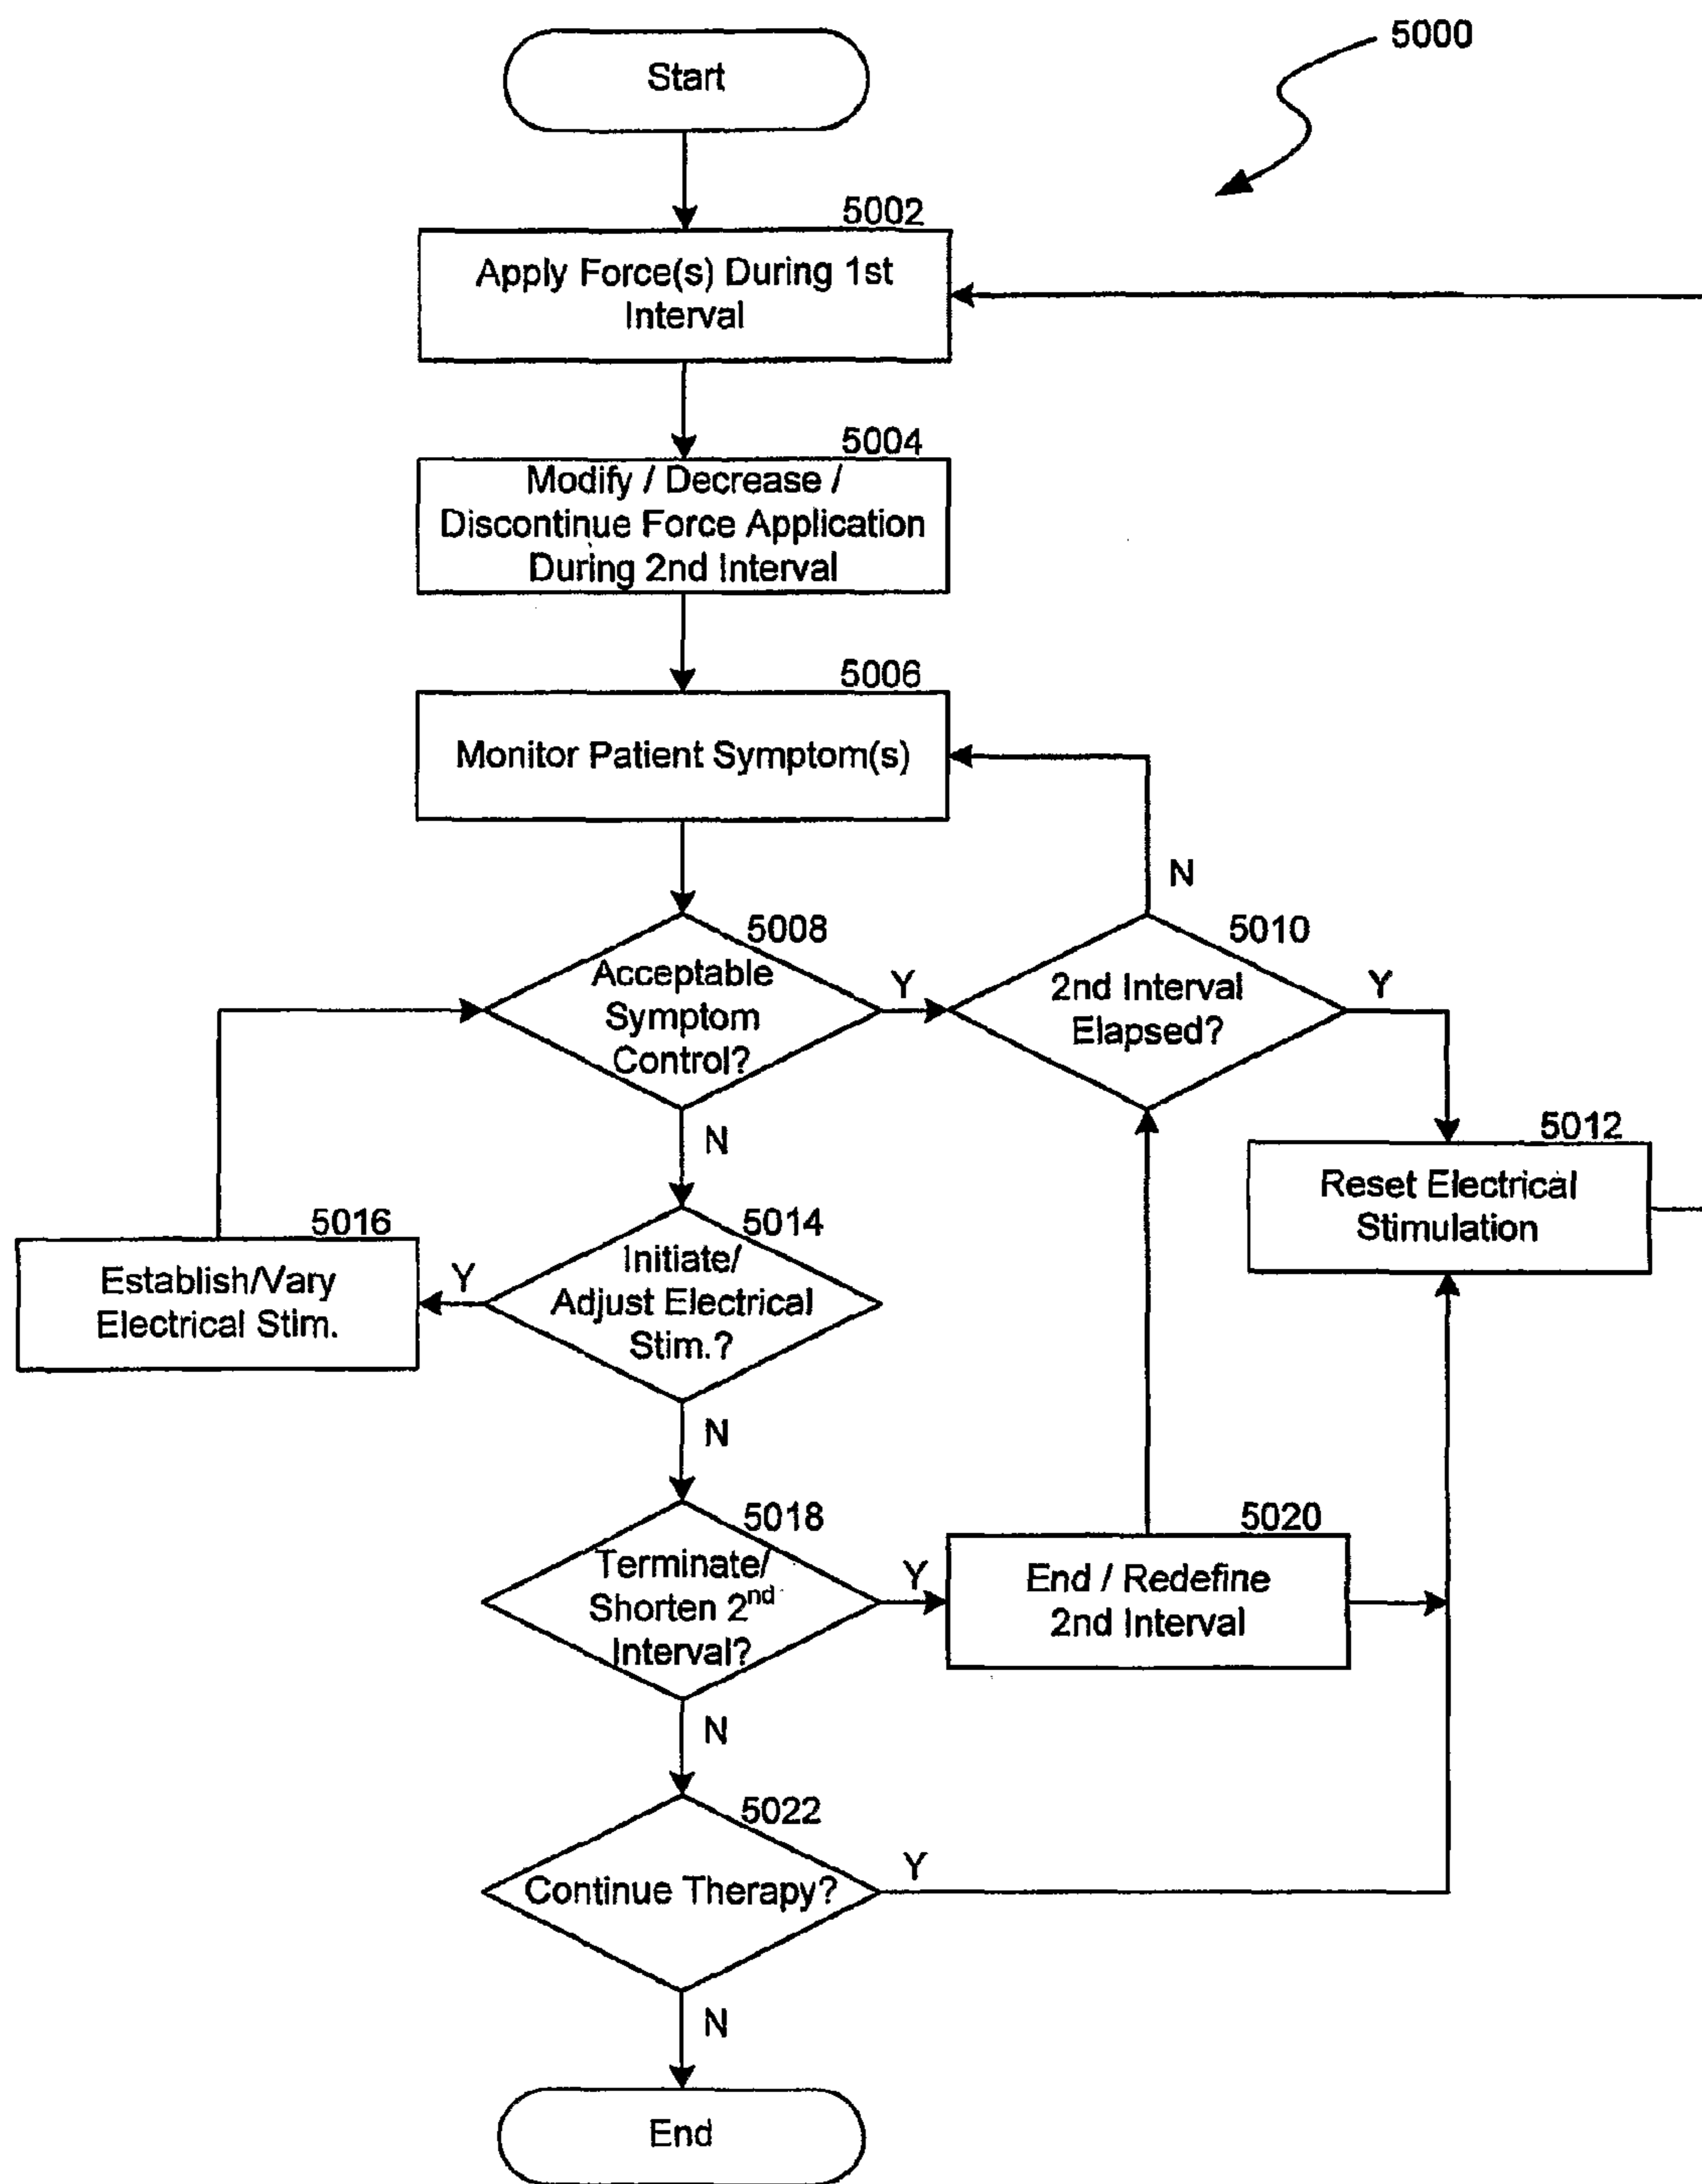 5000
Start
5002
Apply Force(s) During 1st
Interval
5004
Modify / Decrease /
Discontinue Force Application
During 2nd Interval
5006
Monitor Patient Symptom(s)
N
5008
Acceptable
Symptom
Control?
Y
5010
2nd Interval
Elapsed?
Y
N
5012
Reset Electrical
Stimulation
5016
Establish/Vary
Electrical Stim.
Y
5014
Initiate/
Adjust Electrical
Stim.?
N
5018
Terminate/
Shorten 2nd
Interval?
Y
5020
End / Redefine
2nd Interval
N
5022
Continue Therapy?
Y
N
End